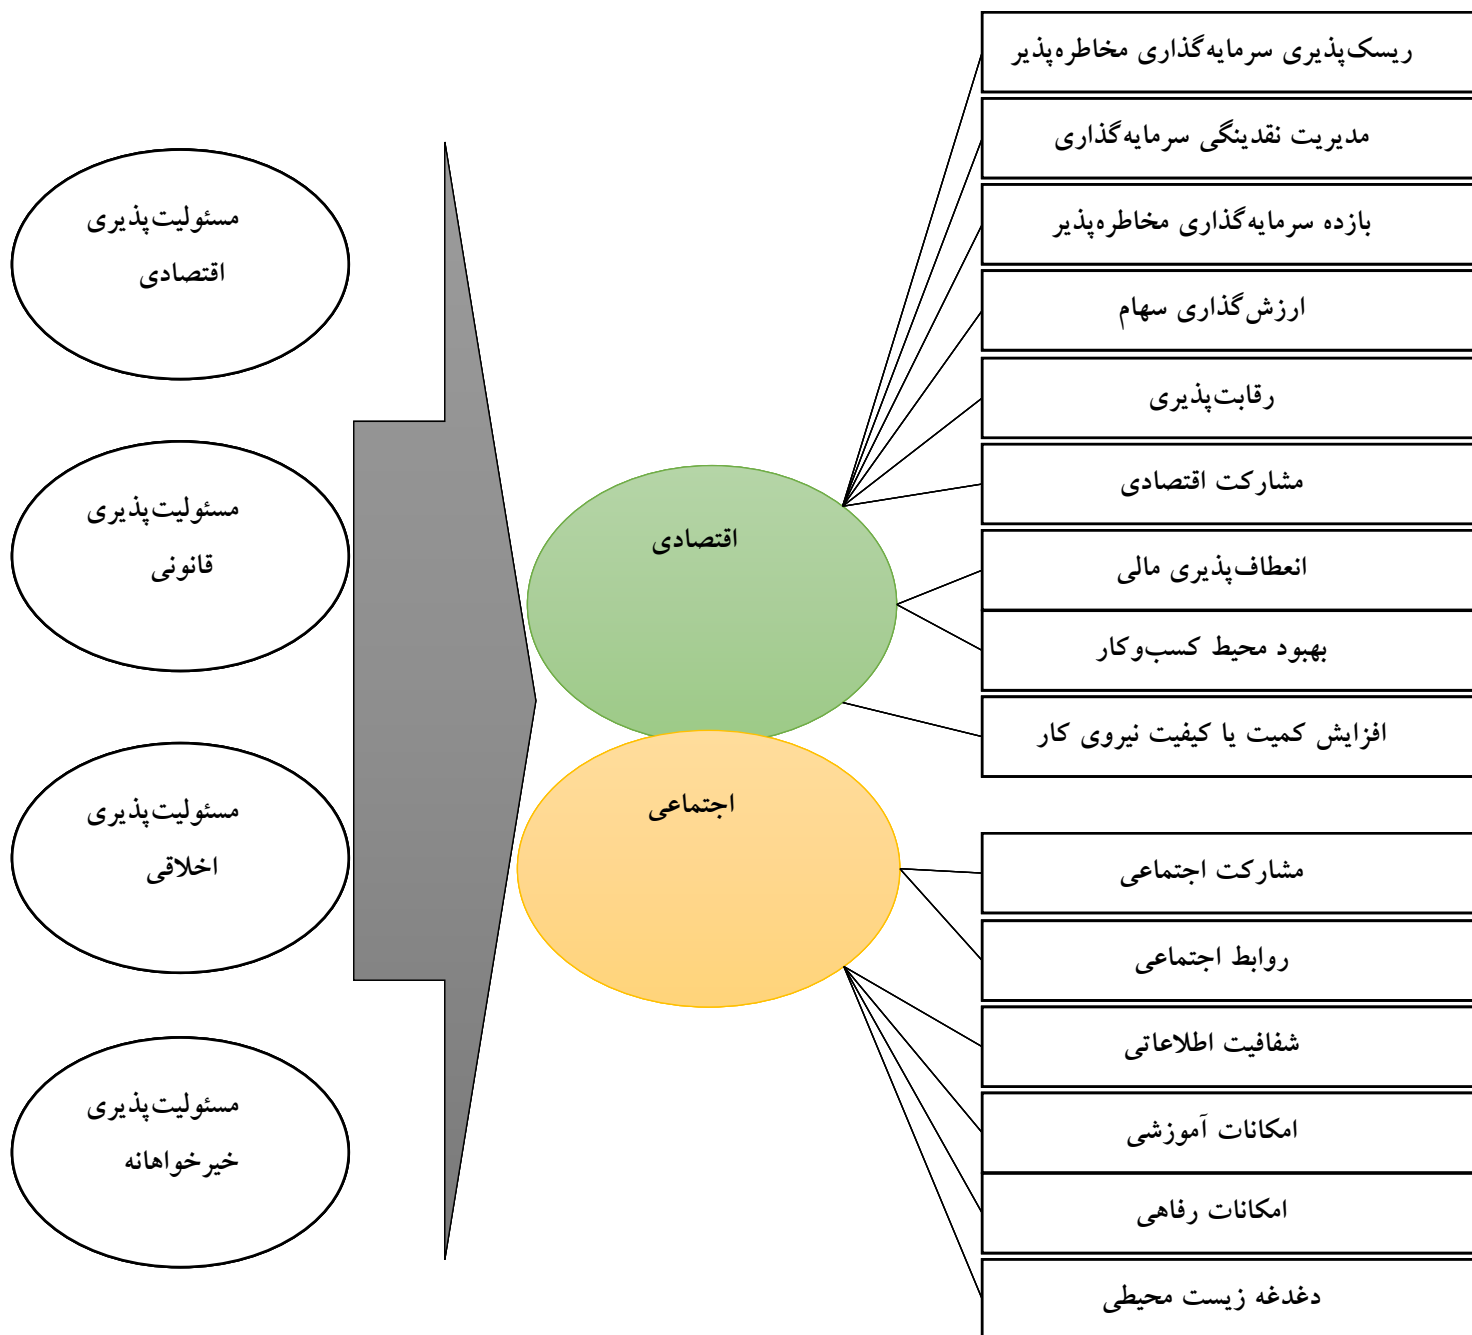 ریسک‌پذیری سرمایه‌گذاری مخاطره‌پذیر
مدیریت نقدینگی سرمایه‌گذاری
بازده سرمایه‌گذاری مخاطره‌پذیر
ارزش‌گذاری سهام
رقابت‌پذیری
مشارکت اقتصادی
انعطاف‌پذیری مالی
بهبود محیط کسب‌وکار
افزایش کمیت یا کیفیت نیروی کار
مشارکت اجتماعی
روابط اجتماعی
شفافیت اطلاعاتی
امکانات آموزشی
امکانات رفاهی
دغدغه زیست محیطی
اقتصادی
اجتماعی
مسئولیت‌پذیری
اقتصادی
مسئولیت‌پذیری
قانونی
مسئولیت‌پذیری
اخلاقی
مسئولیت‌پذیری
خیرخواهانه